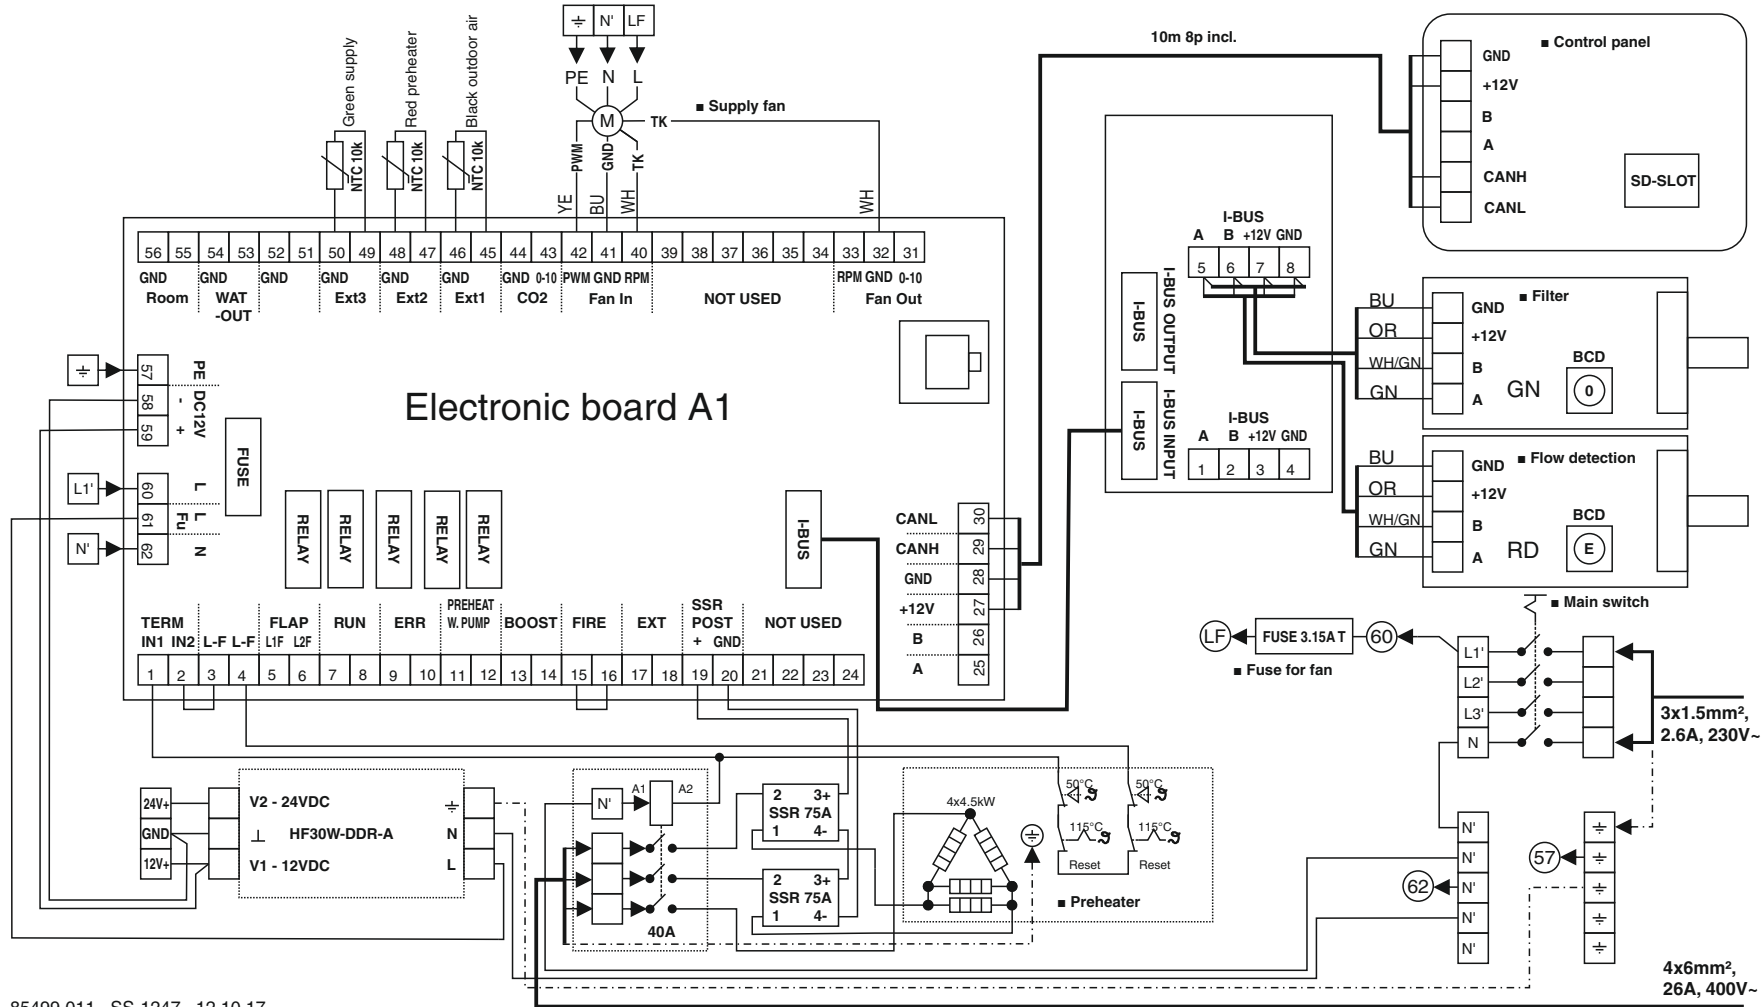 N' LF
PE N L
Green supply
Red preheater
Black outdoor air
NTC 10k
NTC 10k
NTC 10k
M
TK
■ Supply fan
PWM
GND
TK
YE
BU
WH
WH
10m 8p incl.
56 55 54 53 52 51 50 49 48 47 46 45 44 43 42 41 40 39 38 37 36 35 34 33 32 31
GND GND GND GND GND GND GND 0-10 PWM GND RPM RPM GND 0-10
Room WAT Ext3 Ext2 Ext1 CO2 Fan In NOT USED Fan Out
-OUT
■ Control panel
GND
+12V
B
A
CANH
CANL
SD-SLOT
I-BUS
A B +12V GND
5 6 7 8
I-BUS
I-BUS OUTPUT
I-BUS
I-BUS INPUT
I-BUS
A B +12V GND
1 2 3 4
■ Filter
BU GND
OR +12V
WH/GN B
GN A
GN
BCD
0
■ Flow detection
BU GND
OR +12V
WH/GN B
GN A
RD
BCD
E
57 PE
58 -
59 +
DC12V
L1' 60 L
61 L
Fu
N' 62 N
FUSE
Electronic board A1
RELAY
RELAY
RELAY
RELAY
RELAY
I-BUS
CANL 30
CANH 29
GND 28
+12V 27
B 26
A 25
TERM FLAP RUN ERR PREHEAT W. PUMP BOOST FIRE EXT SSR POST NOT USED
IN1 IN2 L-F L-F L1F L2F + GND
1 2 3 4 5 6 7 8 9 10 11 12 13 14 15 16 17 18 19 20 21 22 23 24
■ Main switch
LF FUSE 3.15A T 60
■ Fuse for fan
L1'
L2'
L3'
N
3x1.5mm²,
2.6A, 230V~
24V+ V2 - 24VDC
GND ⊥ HF30W-DDR-A N
12V+ V1 - 12VDC L
N' A1 A2
40A
2 3+
SSR 75A
1 4-
2 3+
SSR 75A
1 4-
4x4.5kW
50°C 50°C
115°C 115°C
Reset Reset
■ Preheater
N'
N'
62 N'
N'
N'
57
4x6mm²,
26A, 400V~
85499 011 SS-1247 12.10.17